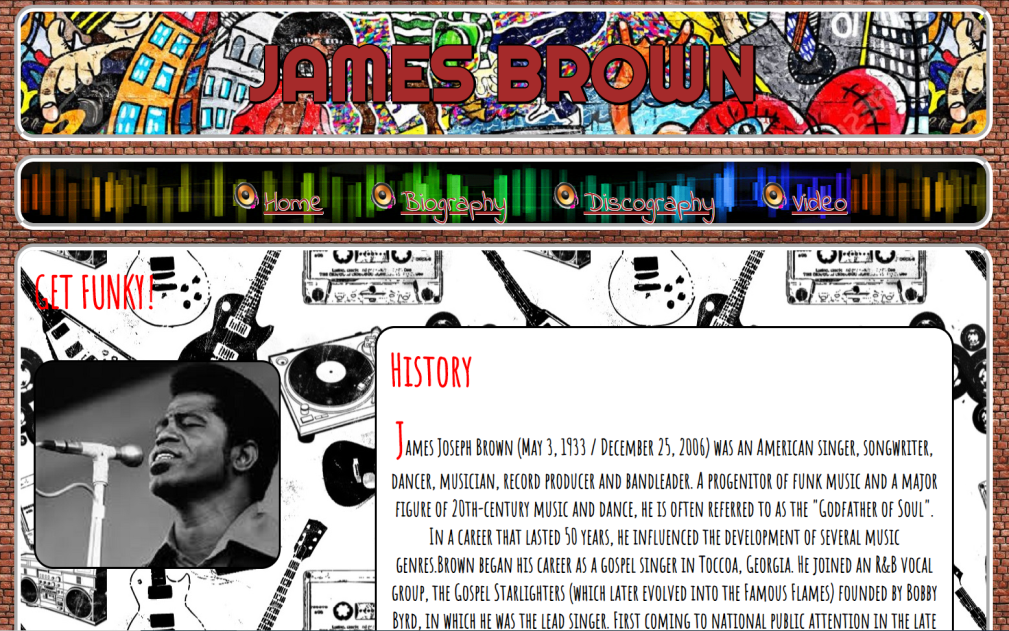 JAMES BROWN
Home
Biography
Discography
Video
GET FUNKY!
History
James Joseph Brown (May 3, 1933 / December 25, 2006) was an American singer, songwriter,
dancer, musician, record producer and bandleader. A progenitor of funk music and a major
figure of 20th-century music and dance, he is often referred to as the "Godfather of Soul".
In a career that lasted 50 years, he influenced the development of several music
genres.Brown began his career as a gospel singer in Toccoa, Georgia. He joined an R&B vocal
group, the Gospel Starlighters (which later evolved into the Famous Flames) founded by Bobby
Byrd, in which he was the lead singer. First coming to national public attention in the late